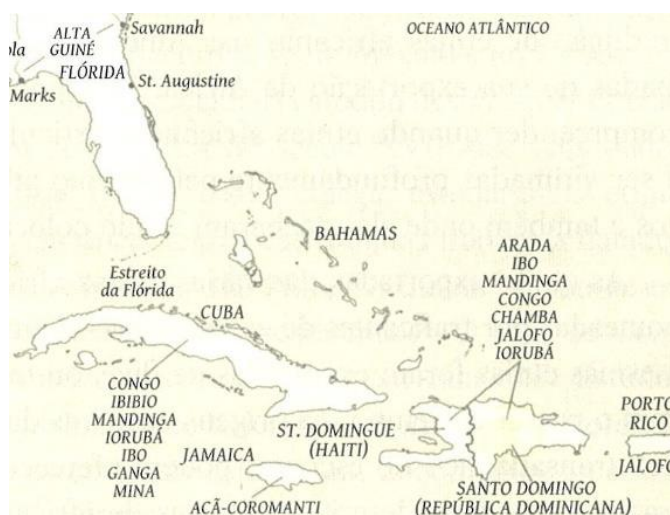 ALTA
GUINÉ
Savannah
OCEANO ATLÂNTICO
FLÓRIDA
St. Augustine
Marks
BAHAMAS
Estreito
da Flórida
CUBA
ARADA
IBO
MANDINGA
CONGO
CHAMBA
JALOFO
IORUBÁ
CONGO
IBIBIO
MANDINGA
IORUBÁ
IBO
GANGA
MINA
JAMAICA
ST. DOMINGUE
(HAITI)
PORTO
RICO
JALOFO
ACÃ-COROMANTI
SANTO DOMINGO
(REPÚBLICA DOMINICANA)